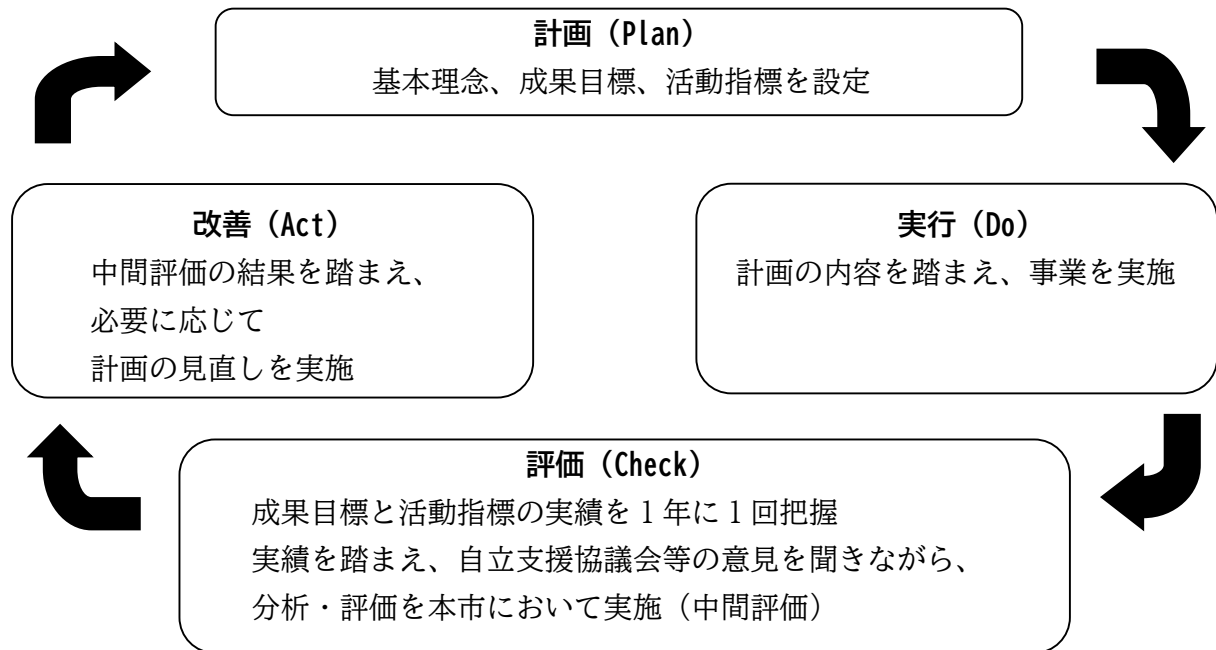 計画（Plan）
基本理念、成果目標、活動指標を設定
改善（Act）
中間評価の結果を踏まえ、
必要に応じて
計画の見直しを実施
実行（Do）
計画の内容を踏まえ、事業を実施
評価（Check）
成果目標と活動指標の実績を１年に１回把握
実績を踏まえ、自立支援協議会等の意見を聞きながら、
分析・評価を本市において実施（中間評価）